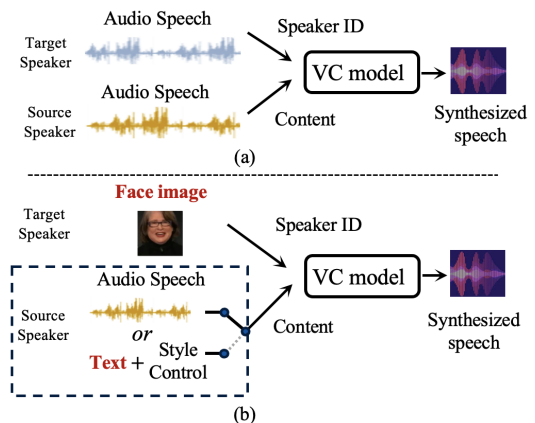 Audio Speech
Speaker ID
Target
Speaker
VC model
Audio Speech
Source
Speaker
Content
Synthesized
speech
(a)
Face image
Target
Speaker
Speaker ID
VC model
Audio Speech
Source
Speaker
or
Content
Text + Style
Control
Synthesized
speech
(b)